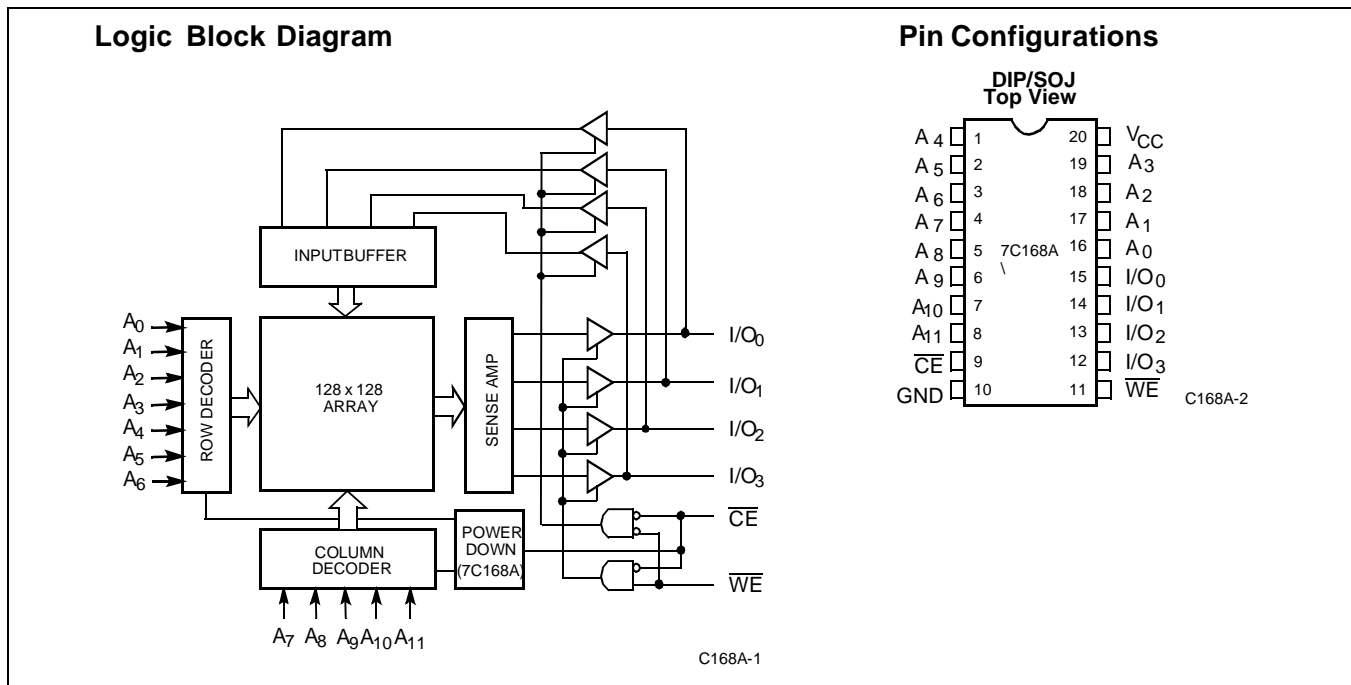 Logic Block Diagram
INPUT BUFFER
A0
A1
A2
A3
A4
A5
A6
ROW DECODER
128 x 128
ARRAY
SENSE AMP
I/O0
I/O1
I/O2
I/O3
CE
WE
COLUMN
DECODER
POWER
DOWN
(7C168A)
A7 A8 A9 A10 A11
C168A-1
Pin Configurations
DIP/SOJ
Top View
A4 1 20 VCC
A5 2 19 A3
A6 3 18 A2
A7 4 17 A1
A8 5 7C168A 16 A0
A9 6 \ 15 I/O0
A10 7 14 I/O1
A11 8 13 I/O2
CE 9 12 I/O3
GND 10 11 WE
C168A-2